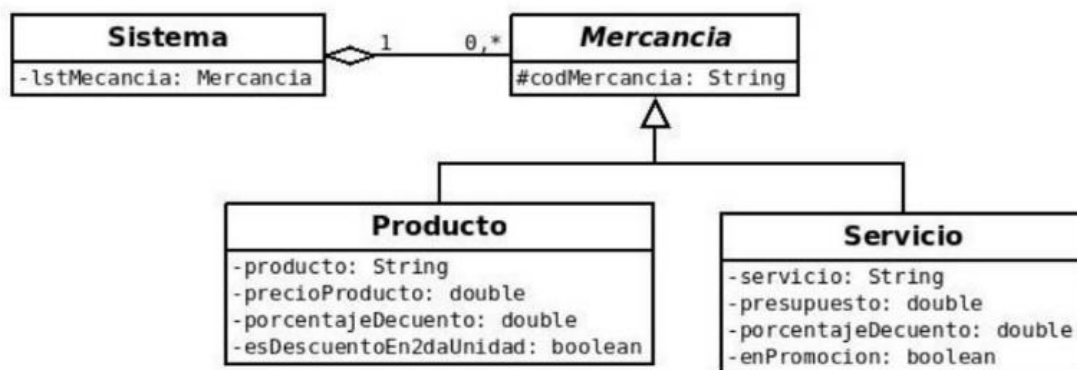 Sistema
-lstMecancia: Mercancia
1
0,*
Mercancia
#codMercancia: String
Producto
-producto: String
-precioProducto: double
-porcentajeDecuento: double
-esDescuentoEn2daUnidad: boolean
Servicio
-servicio: String
-presupuesto: double
-porcentajeDecuento: double
-enPromocion: boolean